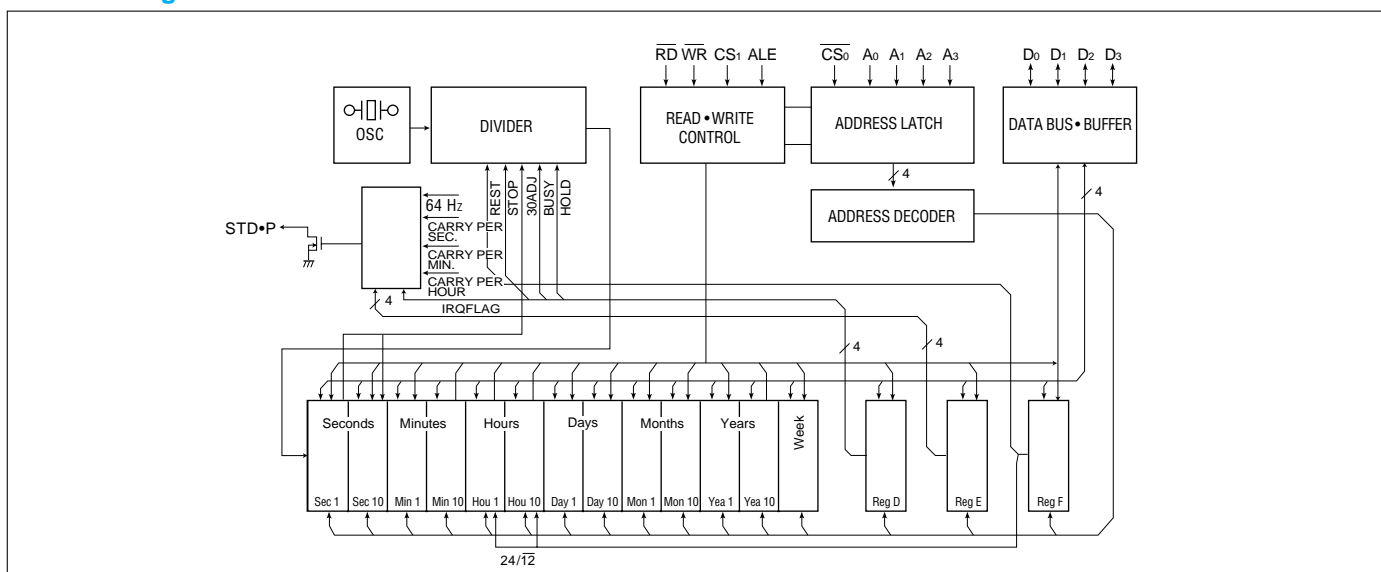 RD WR CS1 ALE
CS0 A0 A1 A2 A3
D0 D1 D2 D3
OSC
DIVIDER
READ•WRITE
CONTROL
ADDRESS LATCH
DATA BUS•BUFFER
4
4
ADDRESS DECODER
REST
STOP
30ADJ
BUSY
HOLD
64 Hz
CARRY PER
SEC.
CARRY PER
MIN.
CARRY PER
HOUR
STD•P
4
IRQFLAG
4
4
Seconds
Minutes
Hours
Days
Months
Years
Week
Sec 1
Sec 10
Min 1
Min 10
Hou 1
Hou 10
Day 1
Day 10
Mon 1
Mon 10
Yea 1
Yea 10
Reg D
Reg E
Reg F
24/12